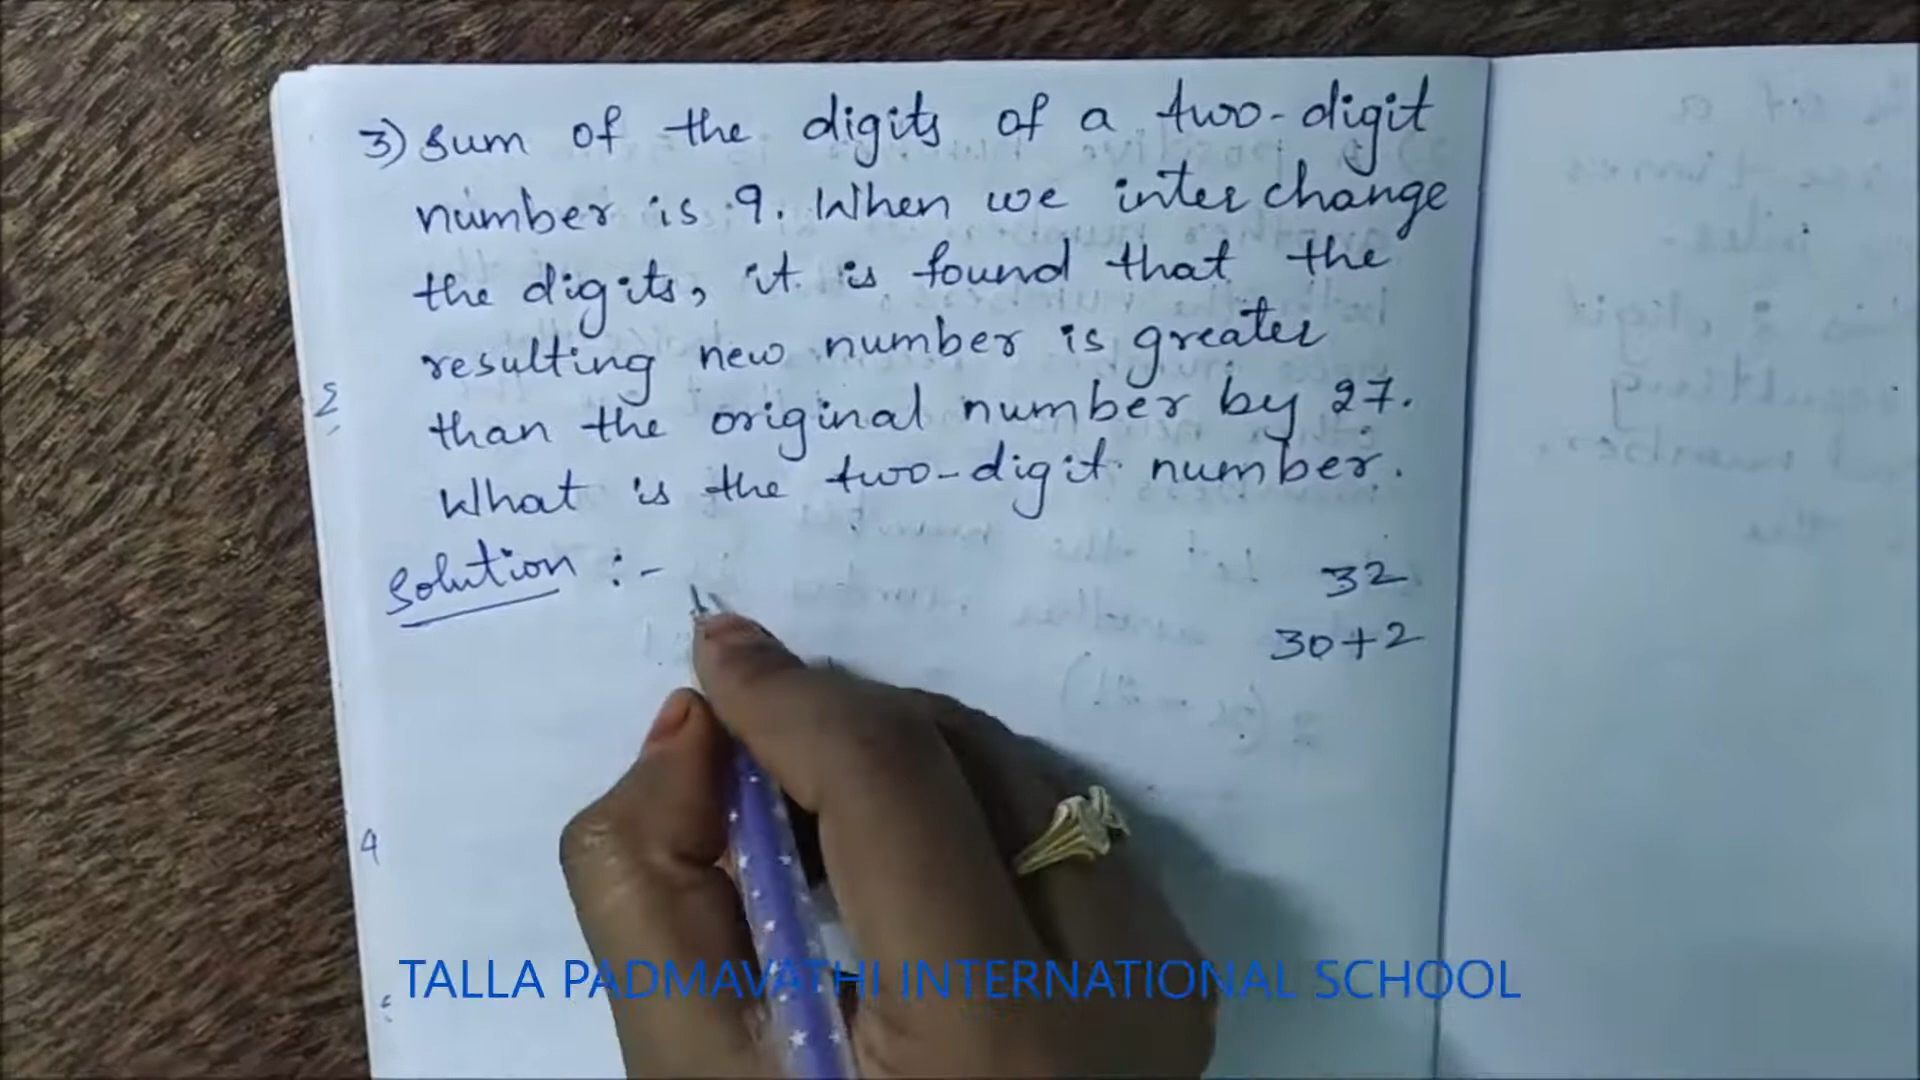 3) Sum of the digits of a two-digit
number is 9. When we interchange
the digits, it is found that the
resulting new number is greater
than the original number by 27.
What is the two-digit number.
Solution :-
32
30+2
4
TALLA PADMAVATHI INTERNATIONAL SCHOOL